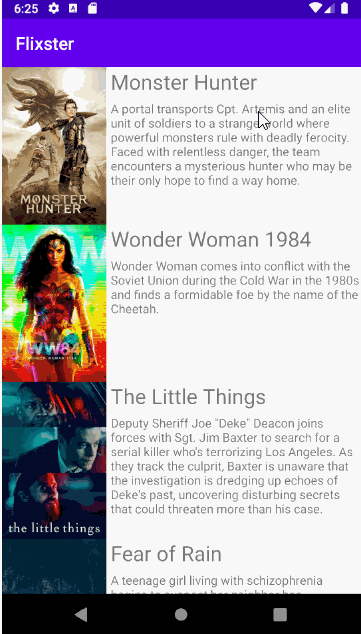 6:25
Flixster
Monster Hunter
A portal transports Cpt. Artemis and an elite
unit of soldiers to a strange world where
powerful monsters rule with deadly ferocity.
Faced with relentless danger, the team
encounters a mysterious hunter who may be
their only hope to find a way home.
MONSTER
HUNTER
Wonder Woman 1984
Wonder Woman comes into conflict with the
Soviet Union during the Cold War in the 1980s
and finds a formidable foe by the name of the
Cheetah.
WW84
The Little Things
Deputy Sheriff Joe "Deke" Deacon joins
forces with Sgt. Jim Baxter to search for a
serial killer who's terrorizing Los Angeles. As
they track the culprit, Baxter is unaware that
the investigation is dredging up echoes of
Deke's past, uncovering disturbing secrets
that could threaten more than his case.
the little things
Fear of Rain
A teenage girl living with schizophrenia
begins to suspect her neighbor has